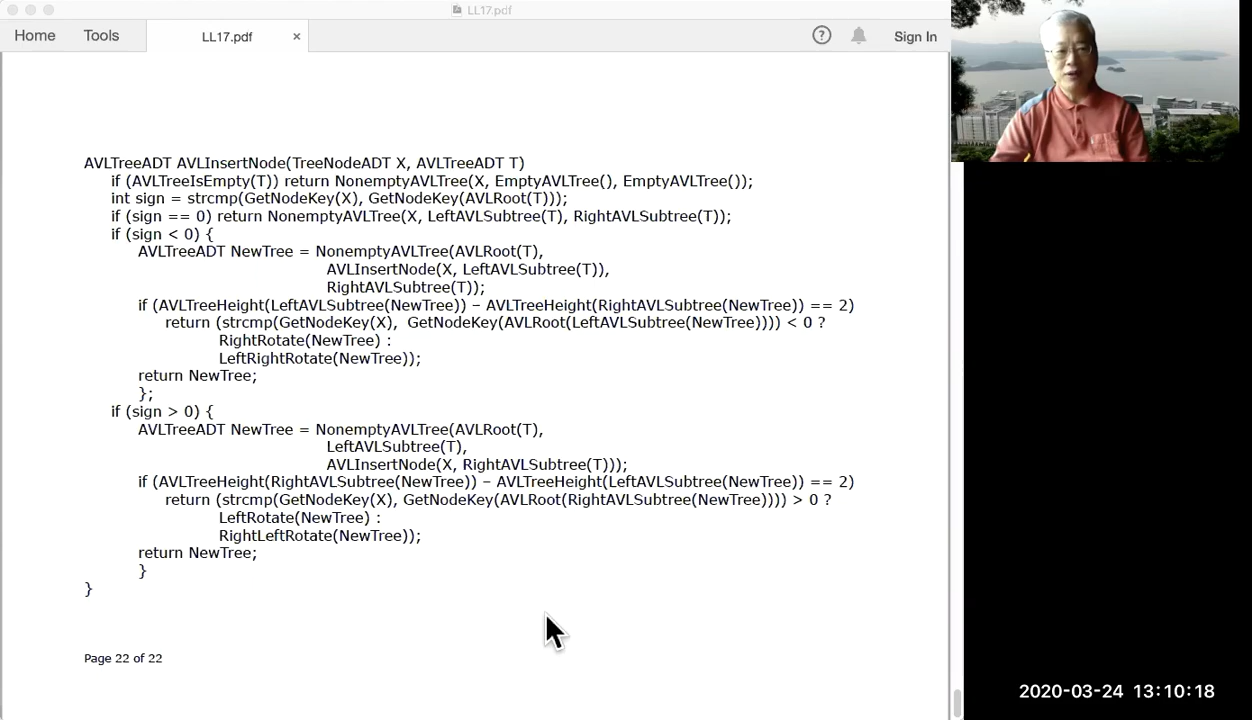 LL17.pdf
Home Tools LL17.pdf × ? Sign In
AVLTreeADT AVLInsertNode(TreeNodeADT X, AVLTreeADT T)
if (AVLTreeIsEmpty(T)) return NonemptyAVLTree(X, EmptyAVLTree(), EmptyAVLTree());
int sign = strcmp(GetNodeKey(X), GetNodeKey(AVLRoot(T)));
if (sign == 0) return NonemptyAVLTree(X, LeftAVLSubtree(T), RightAVLSubtree(T));
if (sign < 0) {
AVLTreeADT NewTree = NonemptyAVLTree(AVLRoot(T),
AVLInsertNode(X, LeftAVLSubtree(T)),
RightAVLSubtree(T));
if (AVLTreeHeight(LeftAVLSubtree(NewTree)) – AVLTreeHeight(RightAVLSubtree(NewTree)) == 2)
return (strcmp(GetNodeKey(X), GetNodeKey(AVLRoot(LeftAVLSubtree(NewTree)))) < 0 ?
RightRotate(NewTree) :
LeftRightRotate(NewTree));
return NewTree;
};
if (sign > 0) {
AVLTreeADT NewTree = NonemptyAVLTree(AVLRoot(T),
LeftAVLSubtree(T),
AVLInsertNode(X, RightAVLSubtree(T)));
if (AVLTreeHeight(RightAVLSubtree(NewTree)) – AVLTreeHeight(LeftAVLSubtree(NewTree)) == 2)
return (strcmp(GetNodeKey(X), GetNodeKey(AVLRoot(RightAVLSubtree(NewTree)))) > 0 ?
LeftRotate(NewTree) :
RightLeftRotate(NewTree));
return NewTree;
}
}
Page 22 of 22
2020-03-24 13:10:18